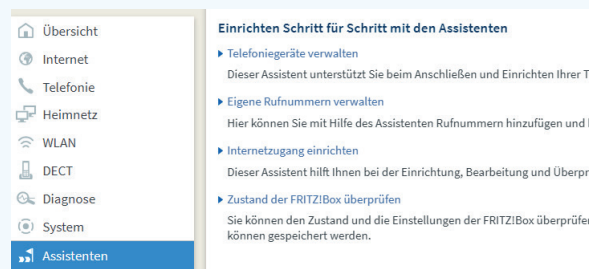 Übersicht
Internet
Telefonie
Heimnetz
WLAN
DECT
Diagnose
System
Assistenten
Einrichten Schritt für Schritt mit den Assistenten
Telefoniegeräte verwalten
Dieser Assistent unterstützt Sie beim Anschließen und Einrichten Ihrer T
Eigene Rufnummern verwalten
Hier können Sie mit Hilfe des Assistenten Rufnummern hinzufügen und
Internetzugang einrichten
Dieser Assistent hilft Ihnen bei der Einrichtung, Bearbeitung und Überpr
Zustand der FRITZ!Box überprüfen
Sie können den Zustand und die Einstellungen der FRITZ!Box überprüfe
können gespeichert werden.